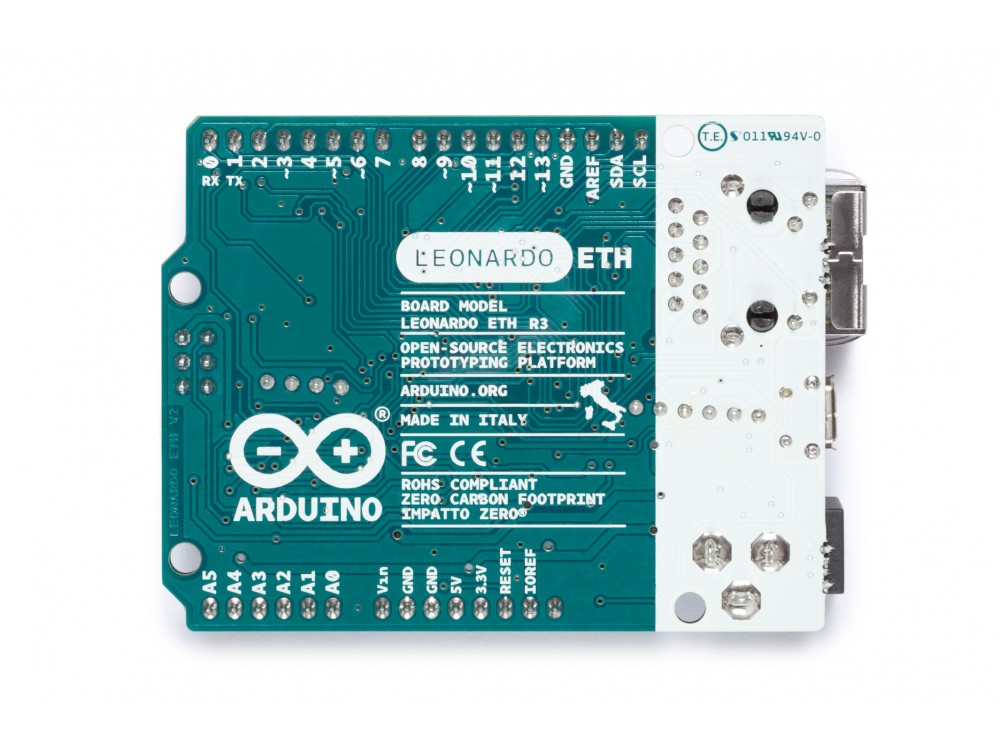 T.E. S 011 94V-0
0 1 2 ~3 4 ~5 ~6 7 8 ~9 ~10 ~11 12 ~13 GND AREF SDA SCL
RX TX
LEONARDO ETH
BOARD MODEL
LEONARDO ETH R3
OPEN-SOURCE ELECTRONICS
PROTOTYPING PLATFORM
ARDUINO.ORG
MADE IN ITALY
FC CE
ROHS COMPLIANT
ZERO CARBON FOOTPRINT
IMPATTO ZERO®
®
ARDUINO
LEONARDO ETH V2
A5 A4 A3 A2 A1 A0 Vin GND GND 5V 3.3V RESET IOREF